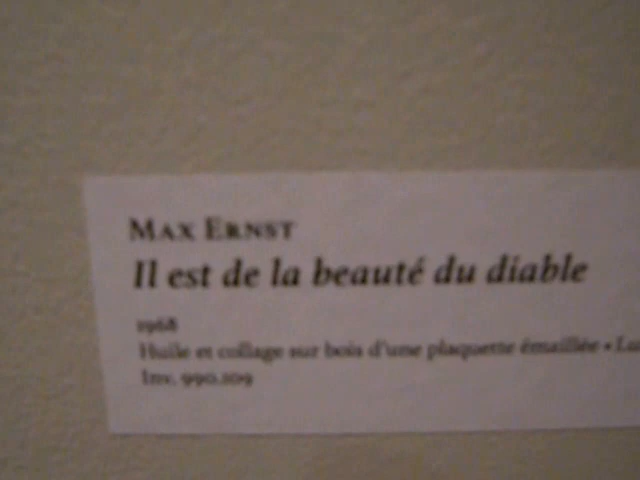 MAX ERNST
Il est de la beauté du diable
1968
Huile et collage sur bois d'une plaquette émaillée •
Inv. 990.109